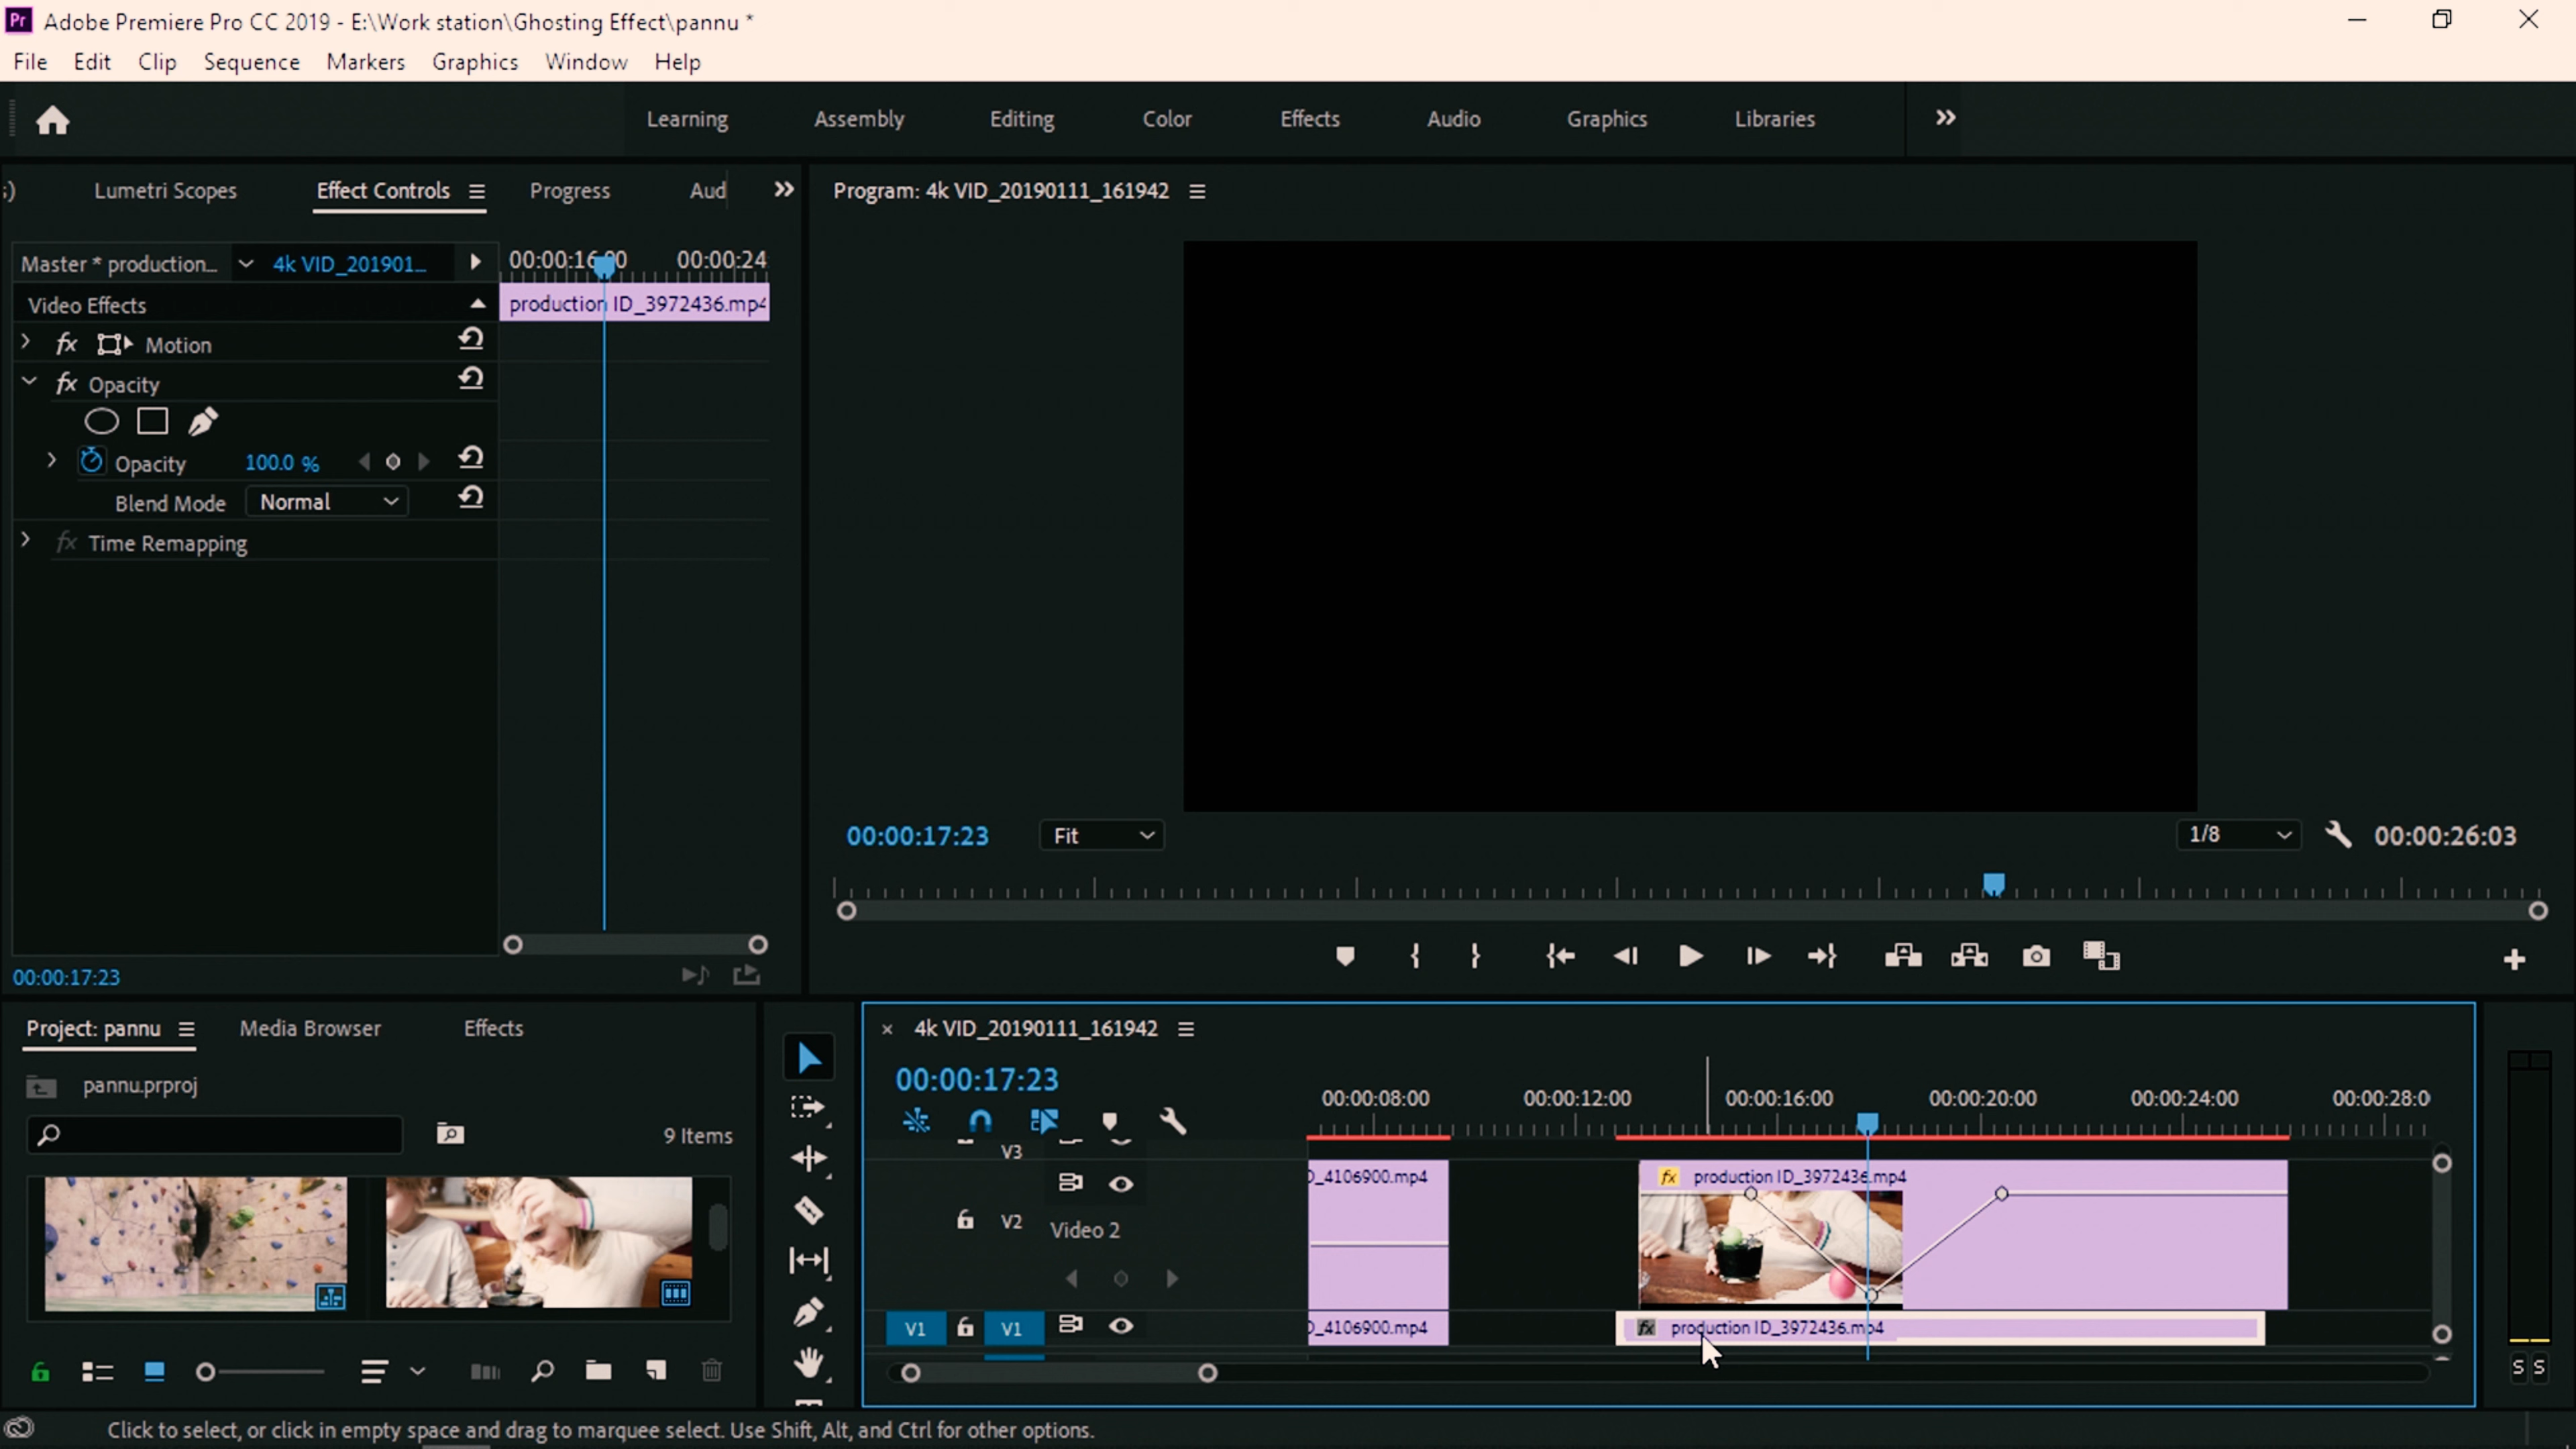 Pr Adobe Premiere Pro CC 2019 - E:\Work station\Ghosting Effect\pannu *
File Edit Clip Sequence Markers Graphics Window Help
Learning Assembly Editing Color Effects Audio Graphics Libraries
Lumetri Scopes Effect Controls Progress Aud
Program: 4k VID_20190111_161942
Master * production... 4k VID_201901...
00:00:16:00 00:00:24
Video Effects
production ID_3972436.mp4
fx Motion
fx Opacity
Opacity 100.0 %
Blend Mode Normal
fx Time Remapping
00:00:17:23
00:00:17:23 Fit 1/8 00:00:26:03
Project: pannu Media Browser Effects
pannu.prproj
9 Items
× 4k VID_20190111_161942
00:00:17:23
00:00:08:00 00:00:12:00 00:00:16:00 00:00:20:00 00:00:24:00 00:00:28:0
V3
D_4106900.mp4 fx production ID_3972436.mp4
V2 Video 2
V1 V1 D_4106900.mp4 fx production ID_3972436.mp4
S S
Click to select, or click in empty space and drag to marquee select. Use Shift, Alt, and Ctrl for other options.